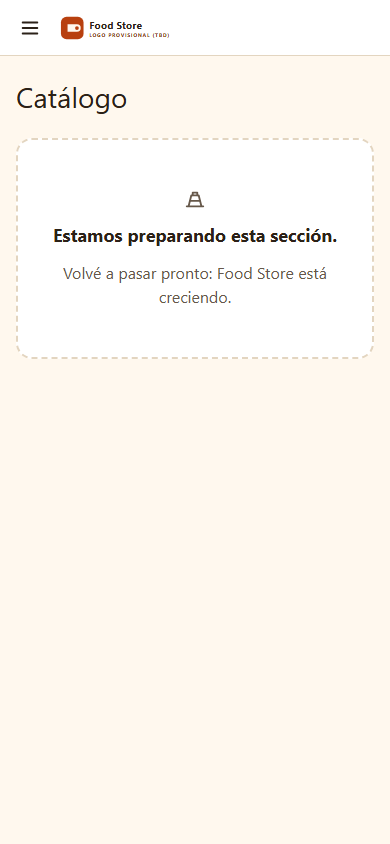 Food Store
LOGO PROVISIONAL (TBD)
Catálogo
Estamos preparando esta sección.
Volvé a pasar pronto: Food Store está
creciendo.